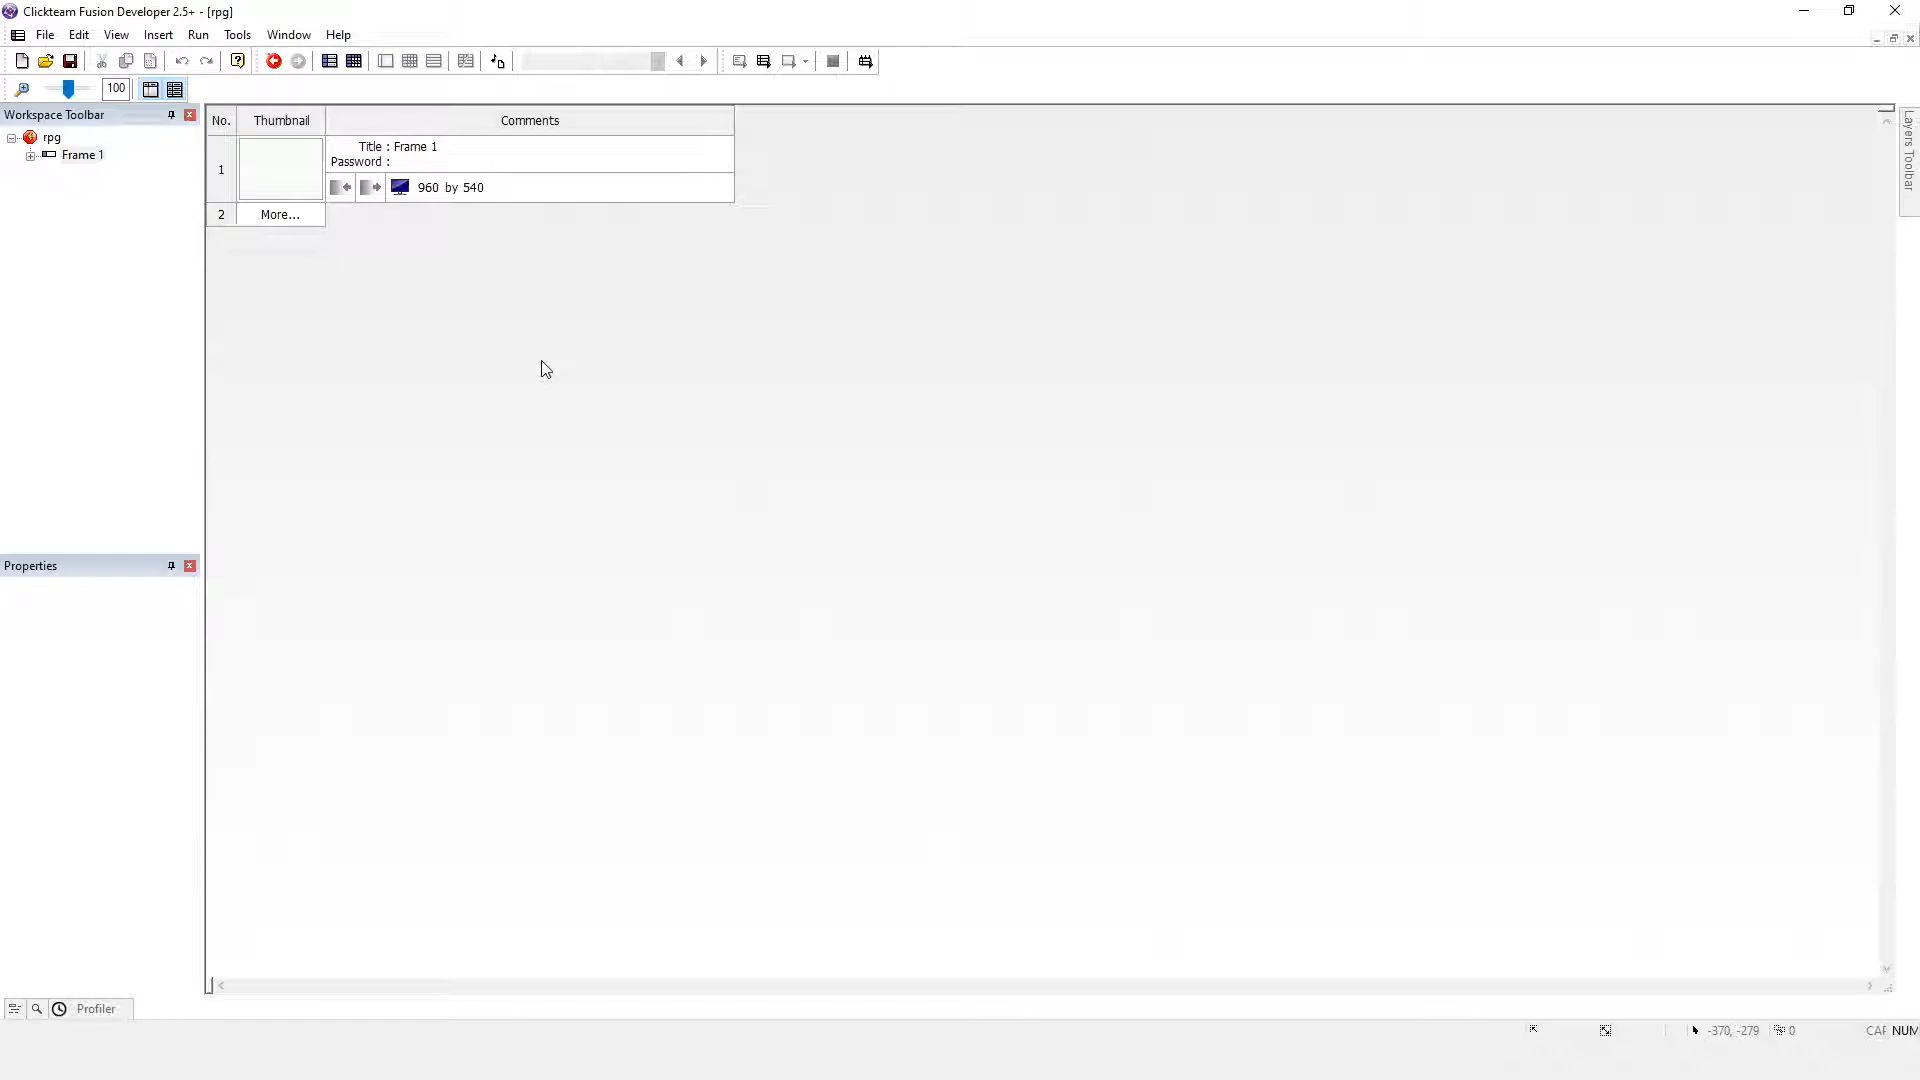 Clickteam Fusion Developer 2.5+ - [rpg]
File Edit View Insert Run Tools Window Help
100
Workspace Toolbar
rpg
Frame 1
No. Thumbnail Comments
1
Title : Frame 1
Password :
960 by 540
2 More...
Layers Toolbar
Properties
Profiler
-370, -279
0
CAP NUM